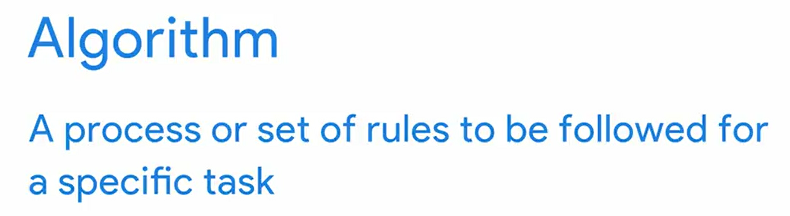 Algorithm
A process or set of rules to be followed for
a specific task